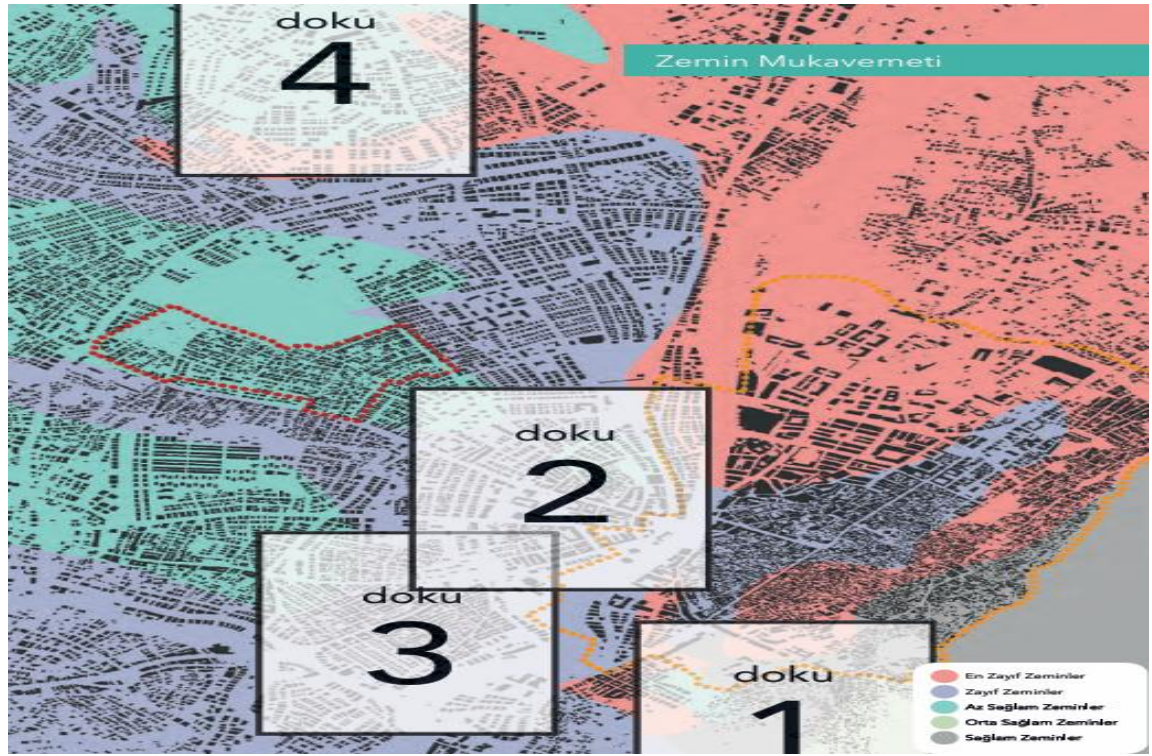 doku
4
Zemin Mukavemeti
doku
2
doku
3
doku
1
En Zayıf Zeminler
Zayıf Zeminler
Az Sağlam Zeminler
Orta Sağlam Zeminler
Sağlam Zeminler